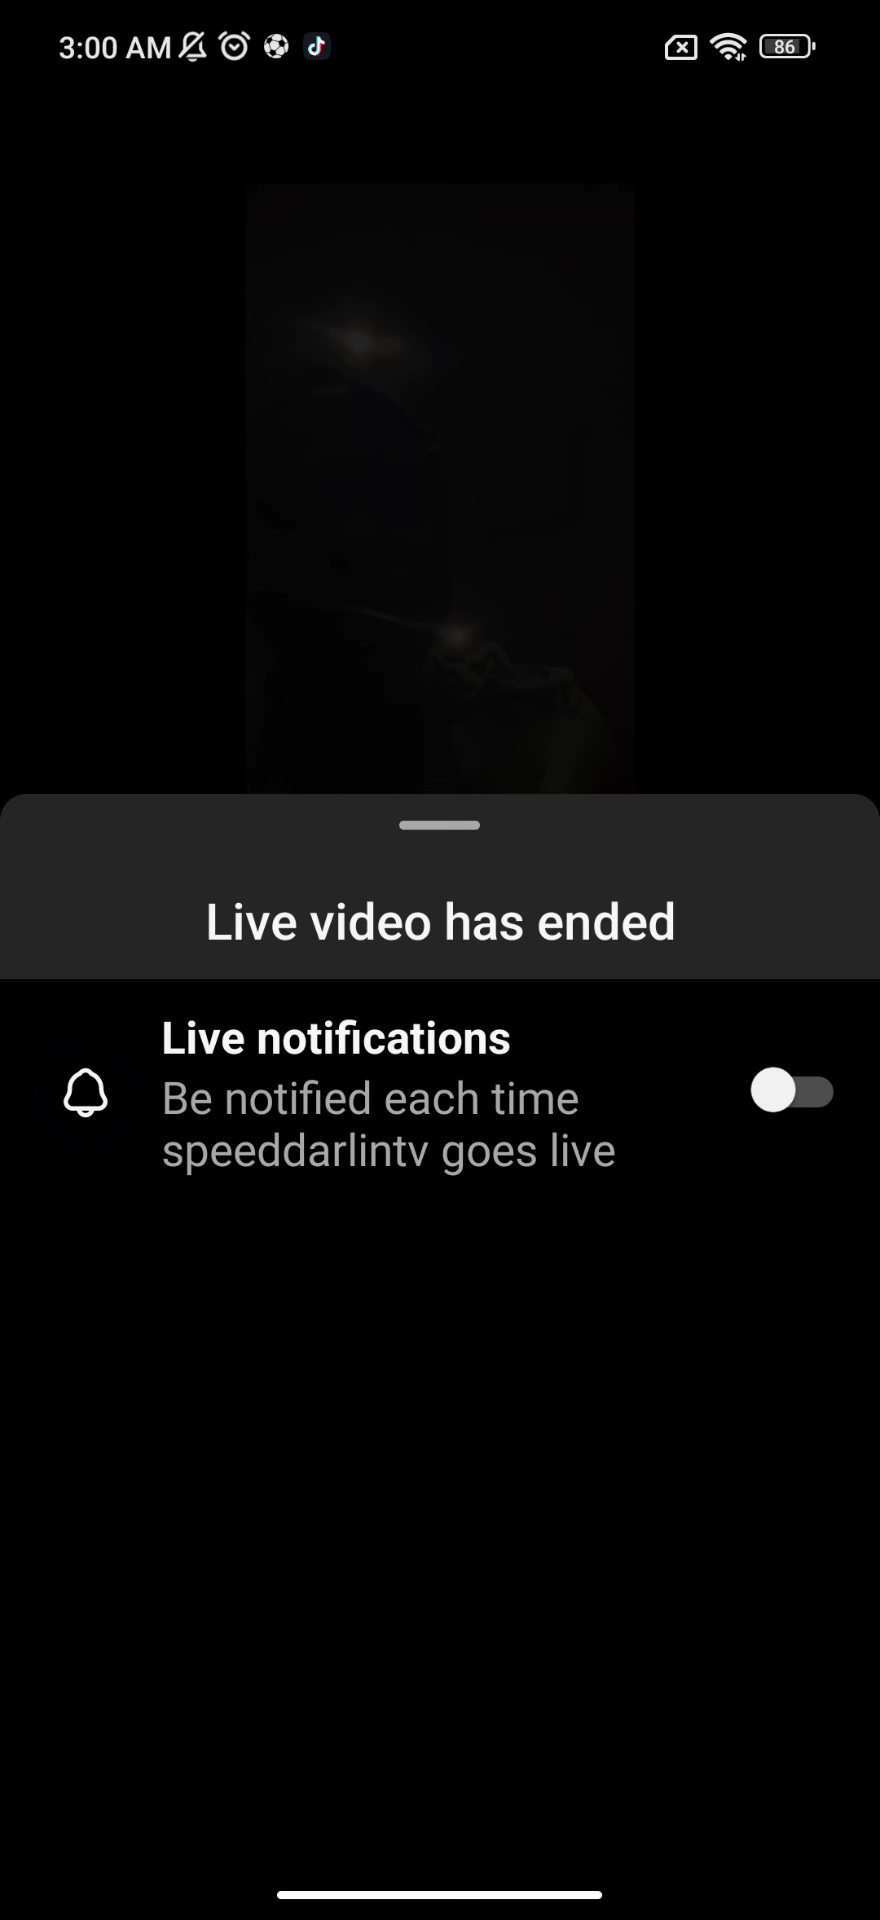 3:00 AM
86
Live video has ended
Live notifications
Be notified each time
speeddarlintv goes live